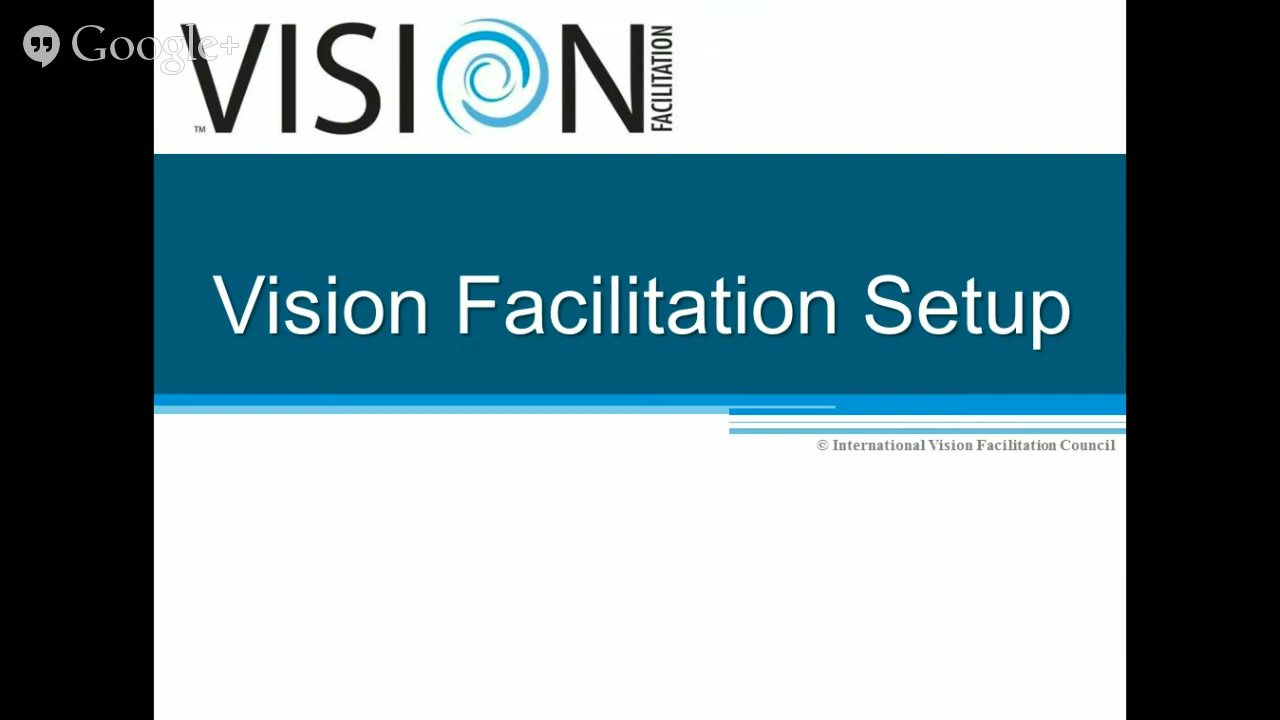 Google+
VISION
FACILITATION
™
Vision Facilitation Setup
© International Vision Facilitation Council